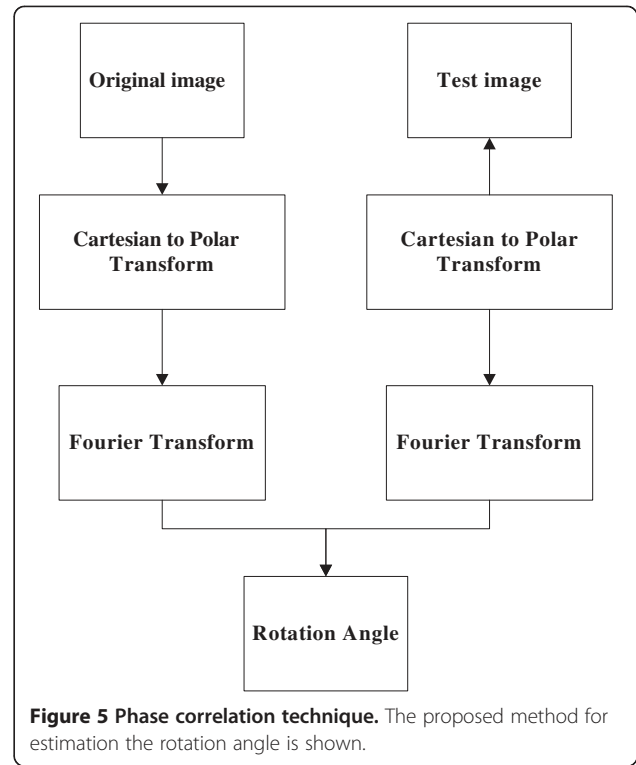 Original image
Test image
Cartesian to Polar
Transform
Cartesian to Polar
Transform
Fourier Transform
Fourier Transform
Rotation Angle
Figure 5 Phase correlation technique. The proposed method for
estimation the rotation angle is shown.